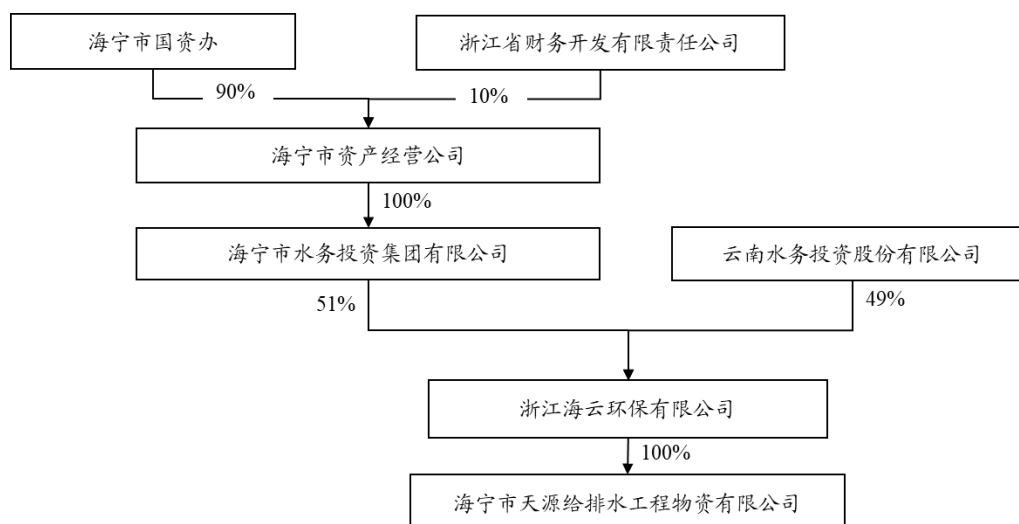 海宁市国资办
浙江省财务开发有限责任公司
90%
10%
海宁市资产经营公司
100%
海宁市水务投资集团有限公司
云南水务投资股份有限公司
51%
49%
浙江海云环保有限公司
100%
海宁市天源给排水工程物资有限公司